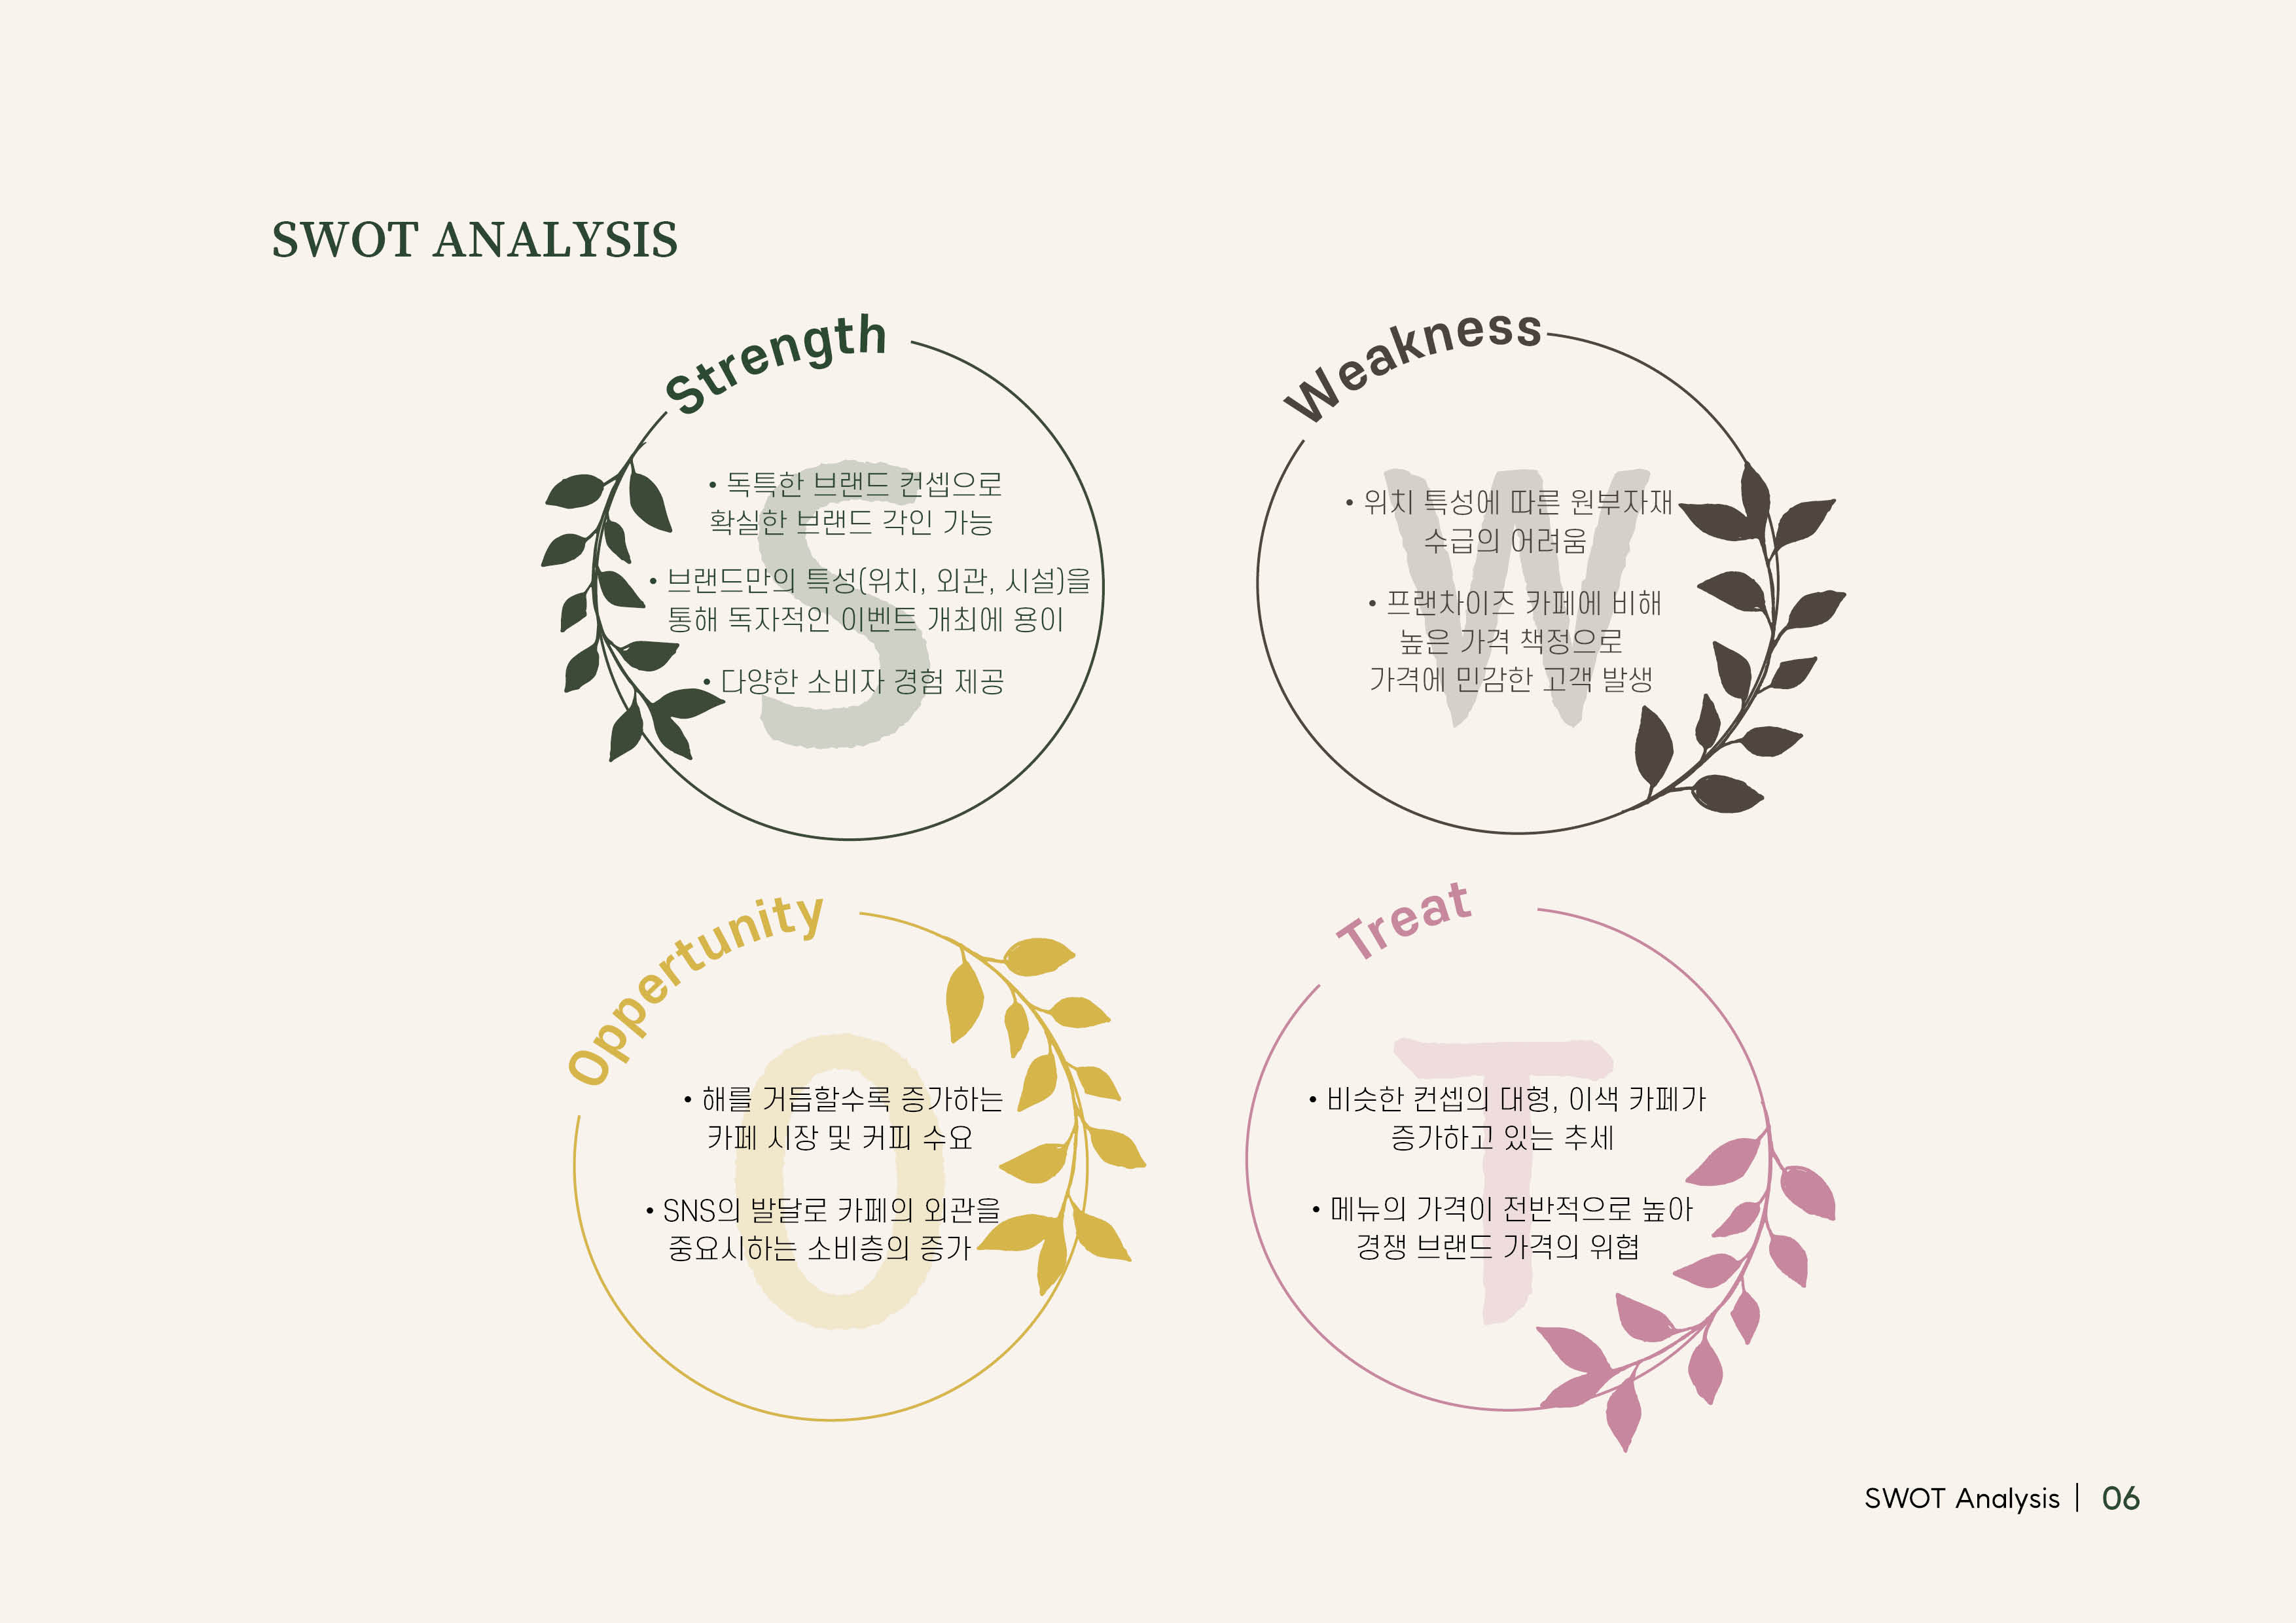 SWOT ANALYSIS
Strength
S
• 독특한 브랜드 컨셉으로
확실한 브랜드 각인 가능
• 브랜드만의 특성(위치, 외관, 시설)을
통해 독자적인 이벤트 개최에 용이
• 다양한 소비자 경험 제공
Weakness
W
• 위치 특성에 따른 원부자재
수급의 어려움
• 프랜차이즈 카페에 비해
높은 가격 책정으로
가격에 민감한 고객 발생
Oppertunity
O
• 해를 거듭할수록 증가하는
카페 시장 및 커피 수요
• SNS의 발달로 카페의 외관을
중요시하는 소비층의 증가
Treat
T
• 비슷한 컨셉의 대형, 이색 카페가
증가하고 있는 추세
• 메뉴의 가격이 전반적으로 높아
경쟁 브랜드 가격의 위협
SWOT Analysis | 06